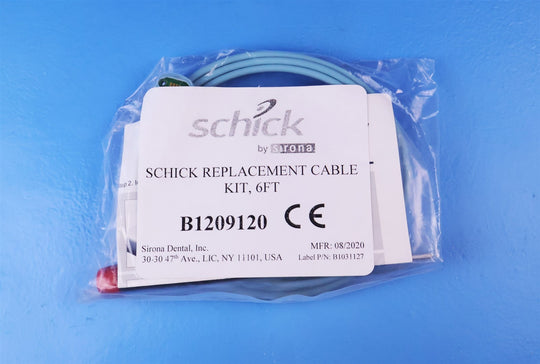 schick
by sirona
SCHICK REPLACEMENT CABLE
KIT, 6FT
B1209120 CE
Sirona Dental, Inc.
30-30 47th Ave., LIC, NY 11101, USA
MFR: 08/2020
Label P/N: B1031127